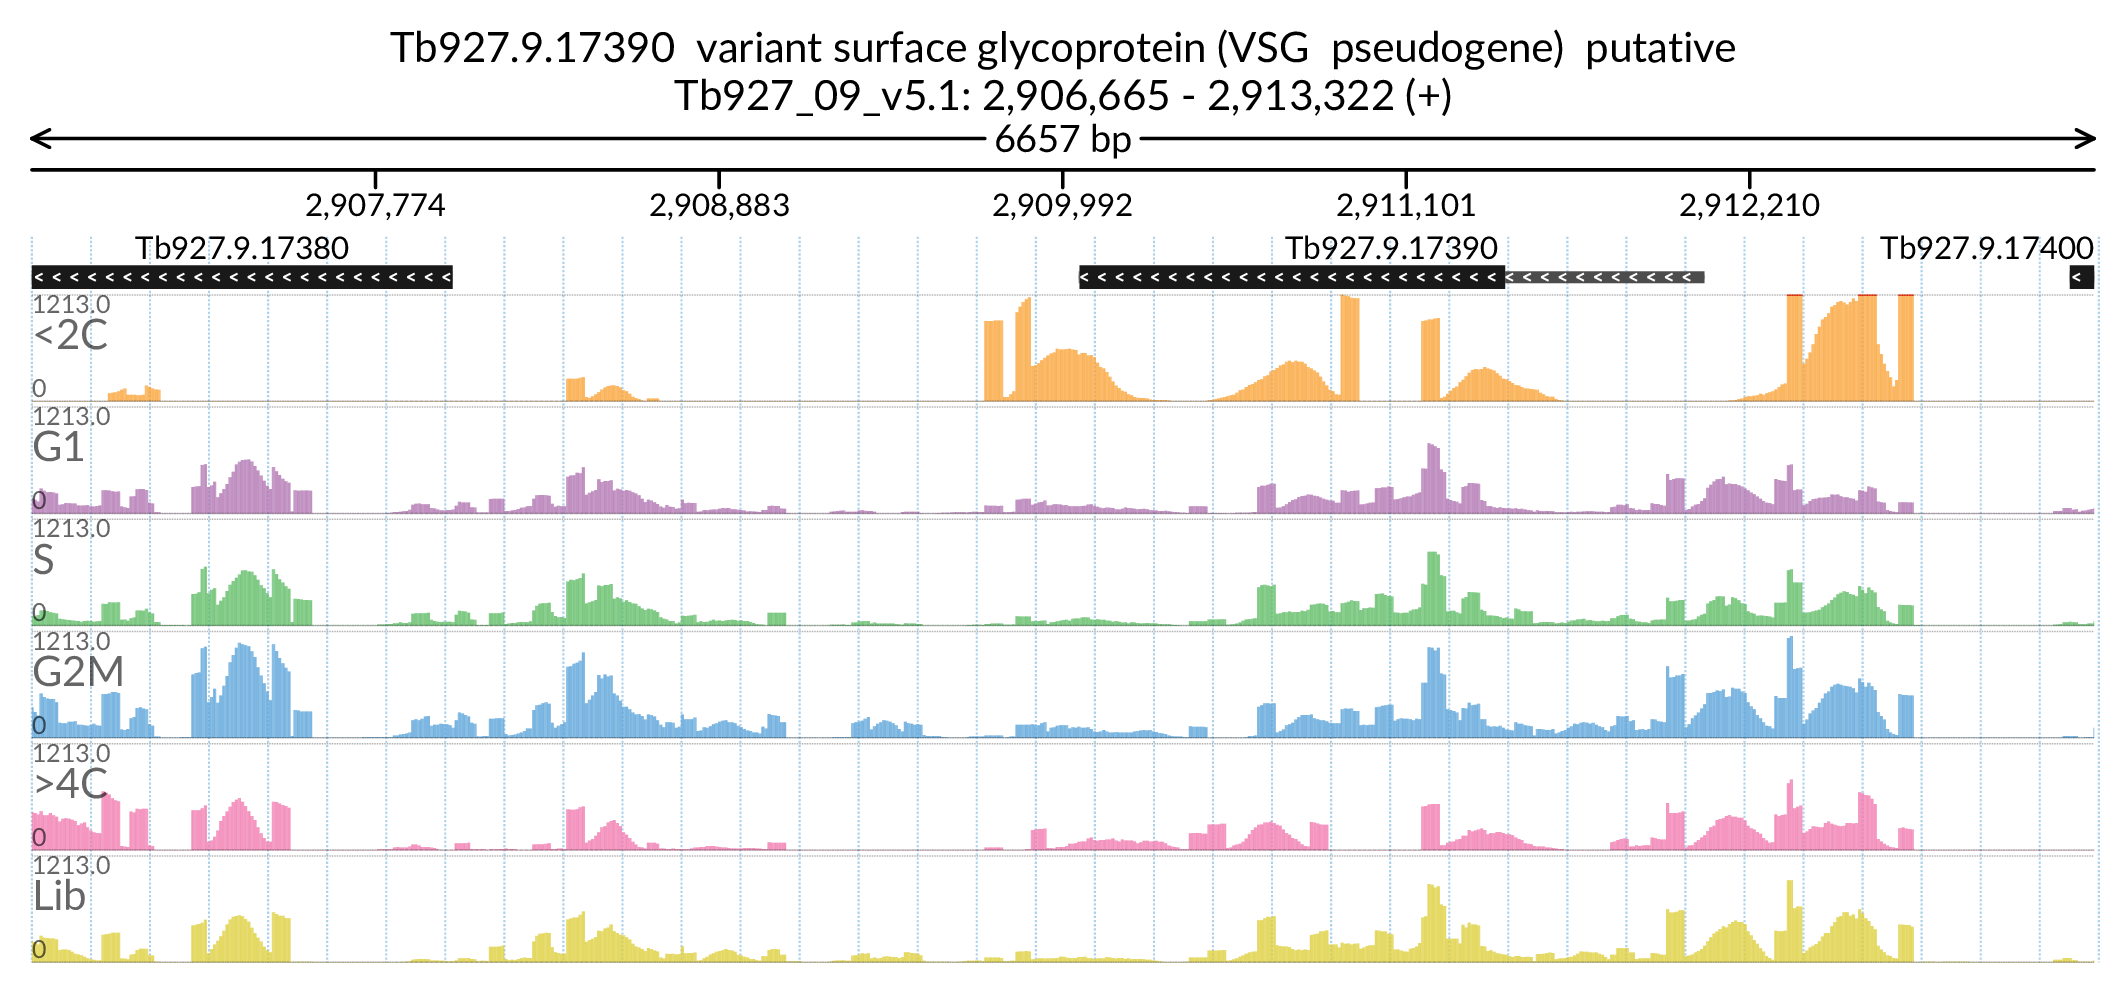 Tb927.9.17390  variant surface glycoprotein (VSG  pseudogene)  putative
Tb927_09_v5.1: 2,906,665 - 2,913,322 (+)
6657 bp
2,907,774 2,908,883 2,909,992 2,911,101 2,912,210
Tb927.9.17380 Tb927.9.17390 Tb927.9.17400
1213.0
<2C
0
1213.0
G1
0
1213.0
S
0
1213.0
G2M
0
1213.0
>4C
0
1213.0
Lib
0